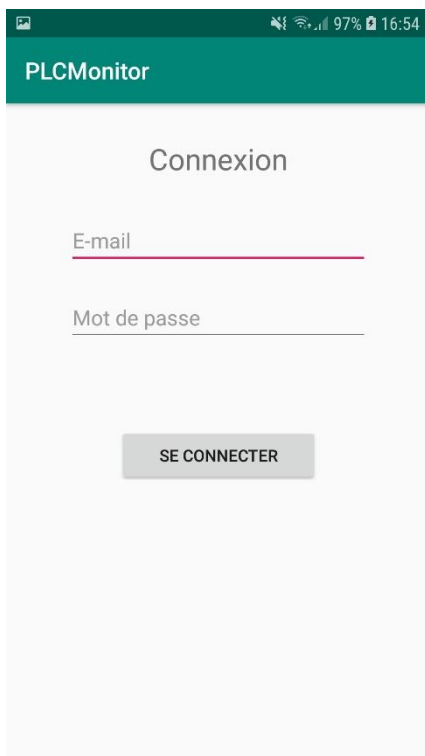 97% 16:54
PLCMonitor
Connexion
E-mail
Mot de passe
SE CONNECTER